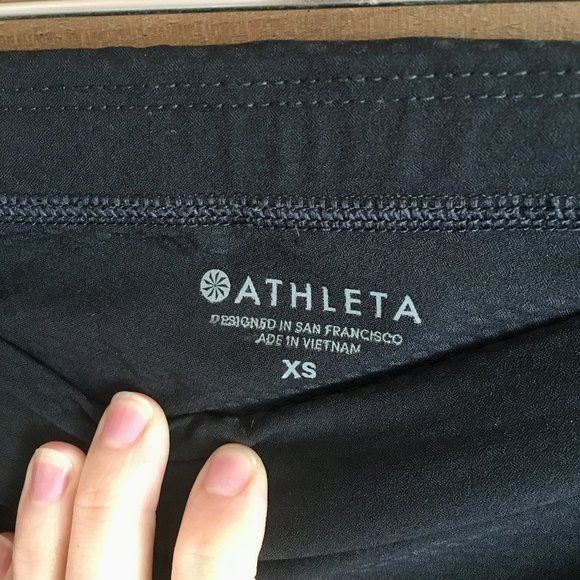 ATHLETA
DESIGNED IN SAN FRANCISCO
ADE IN VIETNAM
XS